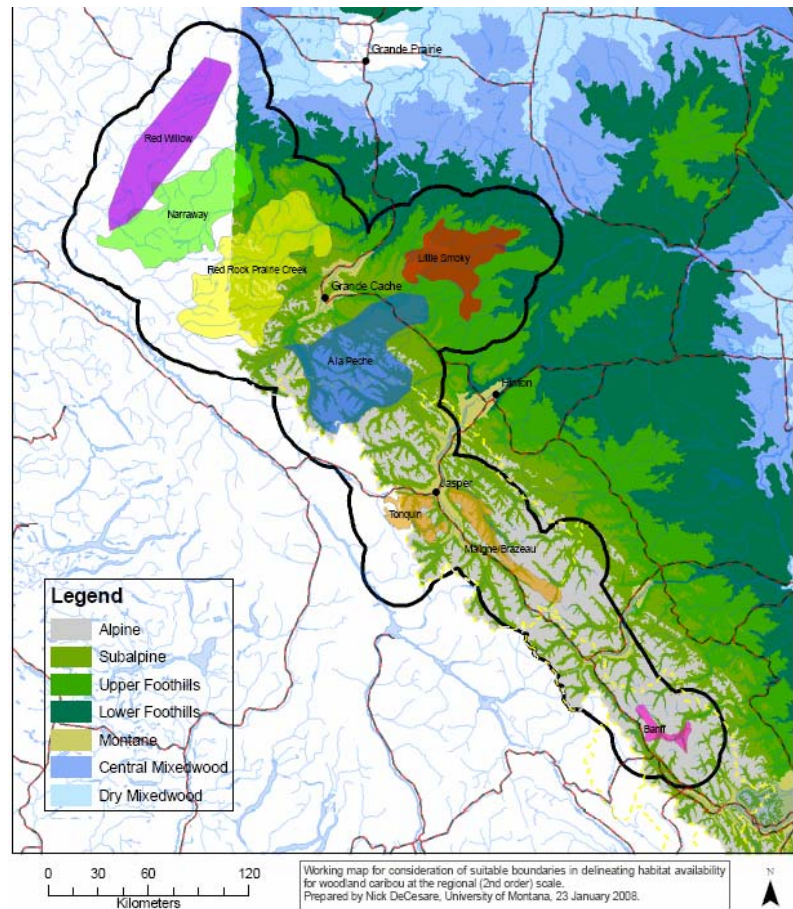 Grande Prairie
Red Willow
Narraway
Red Rock Prairie Creek
Little Smoky
Grande Cache
A la Peche
Hinton
Jasper
Tonquin
Maligne/Brazeau
Banff
Legend
Alpine
Subalpine
Upper Foothills
Lower Foothills
Montane
Central Mixedwood
Dry Mixedwood
0 30 60 120
Kilometers
Working map for consideration of suitable boundaries in delineating habitat availability
for woodland caribou at the regional (2nd order) scale.
Prepared by Nick DeCesare, University of Montana, 23 January 2008.
N